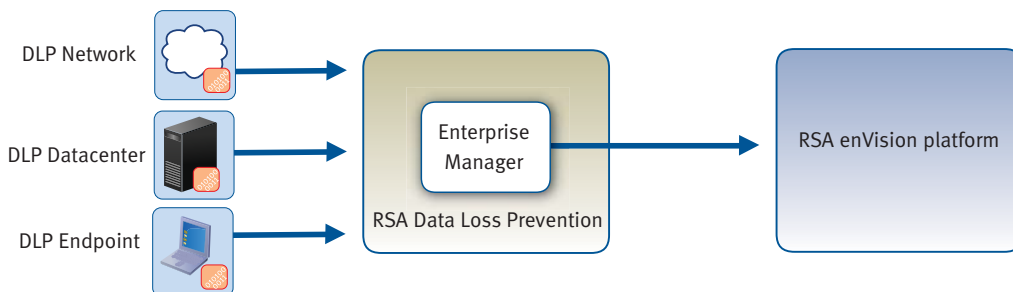 DLP Network
DLP Datacenter
DLP Endpoint
Enterprise
Manager
RSA Data Loss Prevention
RSA enVision platform